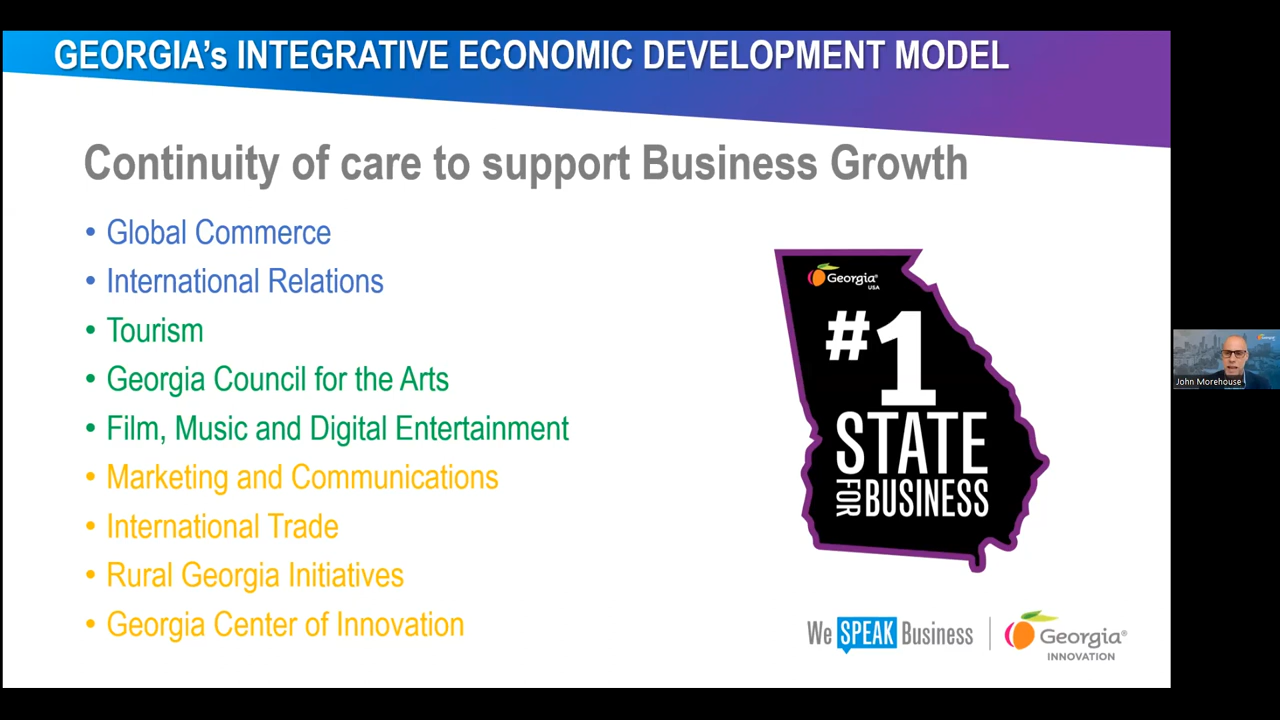 GEORGIA's INTEGRATIVE ECONOMIC DEVELOPMENT MODEL
Continuity of care to support Business Growth
• Global Commerce
• International Relations
• Tourism
• Georgia Council for the Arts
• Film, Music and Digital Entertainment
• Marketing and Communications
• International Trade
• Rural Georgia Initiatives
• Georgia Center of Innovation
Georgia®
USA
#1
STATE
FOR BUSINESS
We SPEAK Business
Georgia®
INNOVATION
John Morehouse